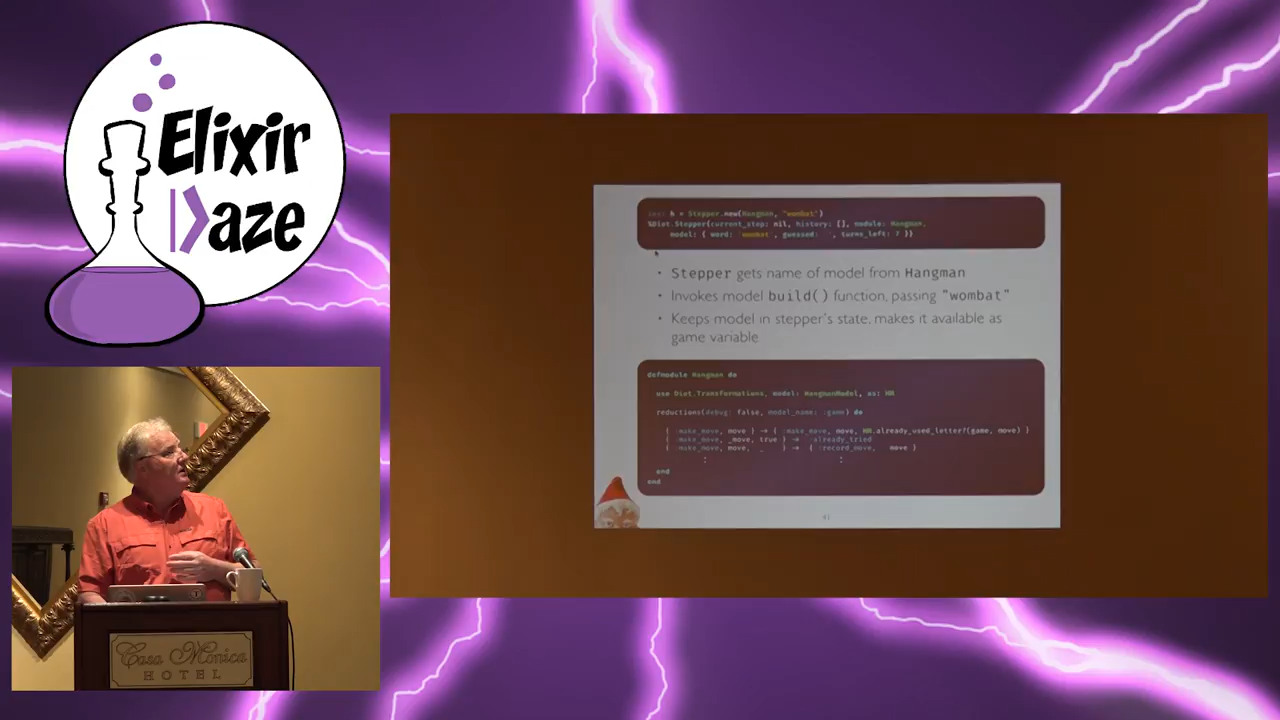 Elixir
Daze
h = Stepper.new(Hangman, "wombat")
%Diet.Stepper{current_step: nil, history: [], module: Hangman,
model: { word: "wombat", guessed: , turns_left: 7 }}
• Stepper gets name of model from Hangman
• Invokes model build() function, passing "wombat"
• Keeps model in stepper's state, makes it available as
game variable
defmodule Hangman do
use Diet.Transformations, model: HangmanModel, as: HM
reductions(debug: false, model_name: :game) do
{ :make_move, move } -> { :make_move, move, HM.already_used_letter?(game, move) }
{ :make_move, _move, true } -> :already_tried
{ :make_move, move, _ } -> { :record_move, move }
: :
end
end
Casa Monica
HOTEL